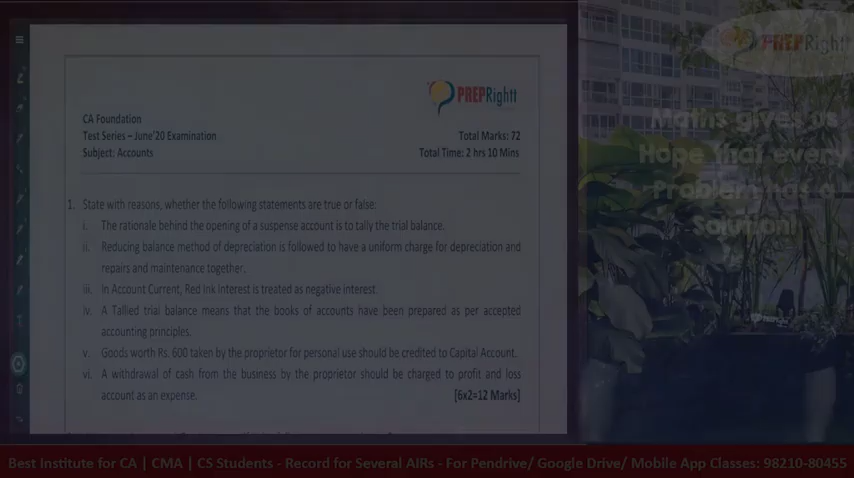 PREPRightt
CA Foundation
Test Series – June'20 Examination
Total Marks: 72
Subject: Accounts
Total Time: 2 hrs 10 Mins
1. State with reasons, whether the following statements are true or false:
i. The rationale behind the opening of a suspense account is to tally the trial balance.
ii. Reducing balance method of depreciation is followed to have a uniform charge for depreciation and
repairs and maintenance together.
iii. In Account Current, Red Ink Interest is treated as negative interest.
iv. A Tallied trial balance means that the books of accounts have been prepared as per accepted
accounting principles.
v. Goods worth Rs. 600 taken by the proprietor for personal use should be credited to Capital Account.
vi. A withdrawal of cash from the business by the proprietor should be charged to profit and loss
account as an expense.
[6x2=12 Marks]
PREPRightt
Maths gives us
Hope that every
Problem has a
Solution!
Best Institute for CA | CMA | CS Students - Record for Several AIRs - For Pendrive/ Google Drive/ Mobile App Classes: 98210-80455